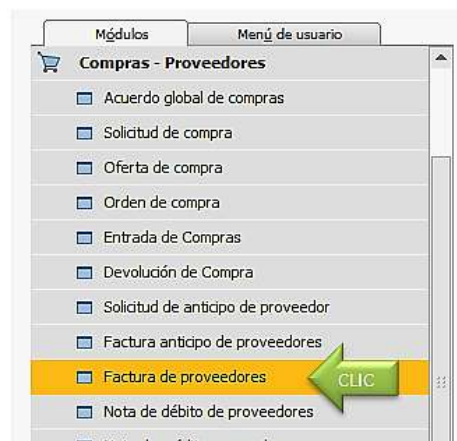 Módulos Menú de usuario
Compras - Proveedores
Acuerdo global de compras
Solicitud de compra
Oferta de compra
Orden de compra
Entrada de Compras
Devolución de Compra
Solicitud de anticipo de proveedor
Factura anticipo de proveedores
Factura de proveedores CLIC
Nota de débito de proveedores